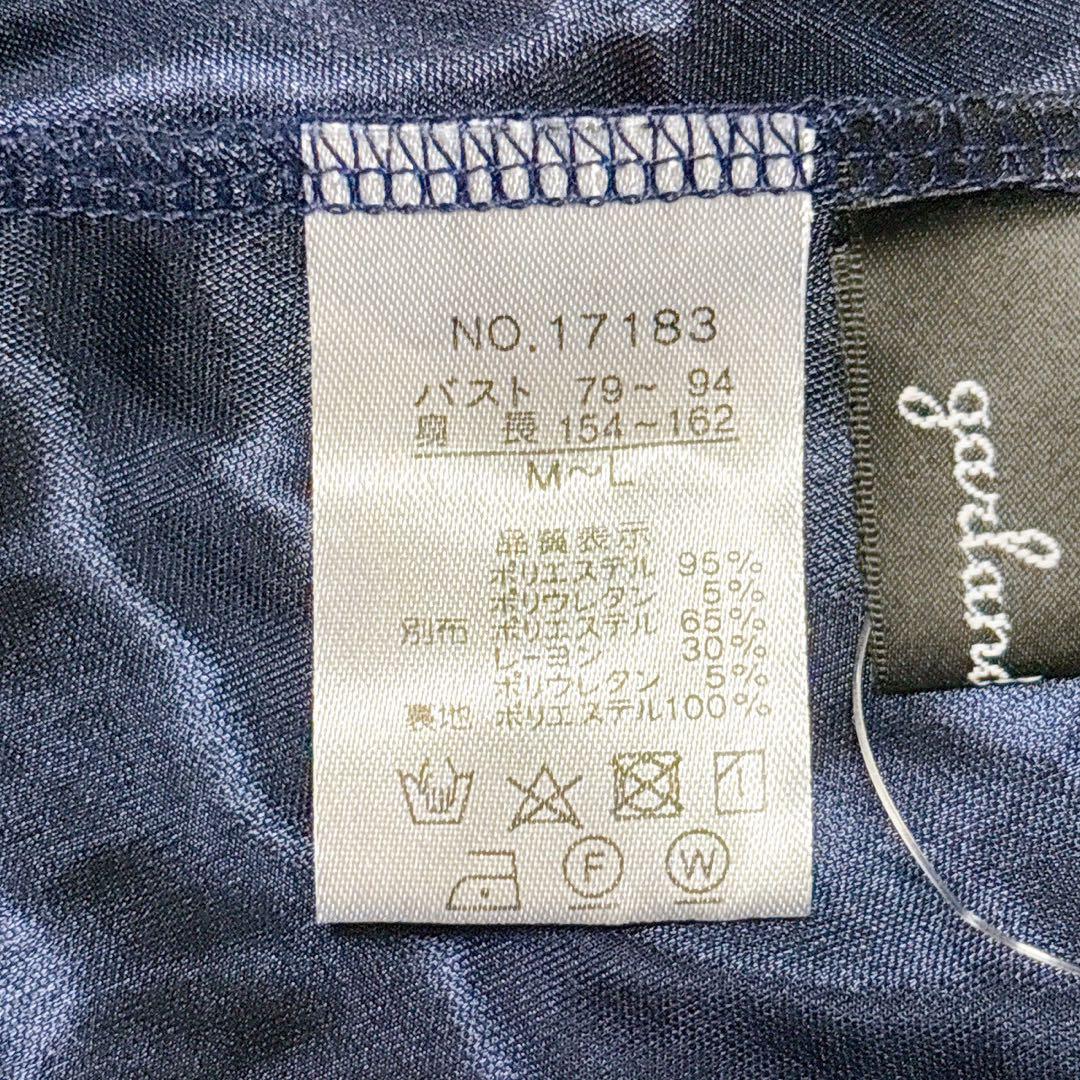 NO.17183
バスト 79～ 94
身 長 154～162
M～L
品質表示
ポリエステル 95%
ポリウレタン 5%
別布 ポリエステル 65%
レーヨン 30%
ポリウレタン 5%
裏地 ポリエステル100%
F
W
garland